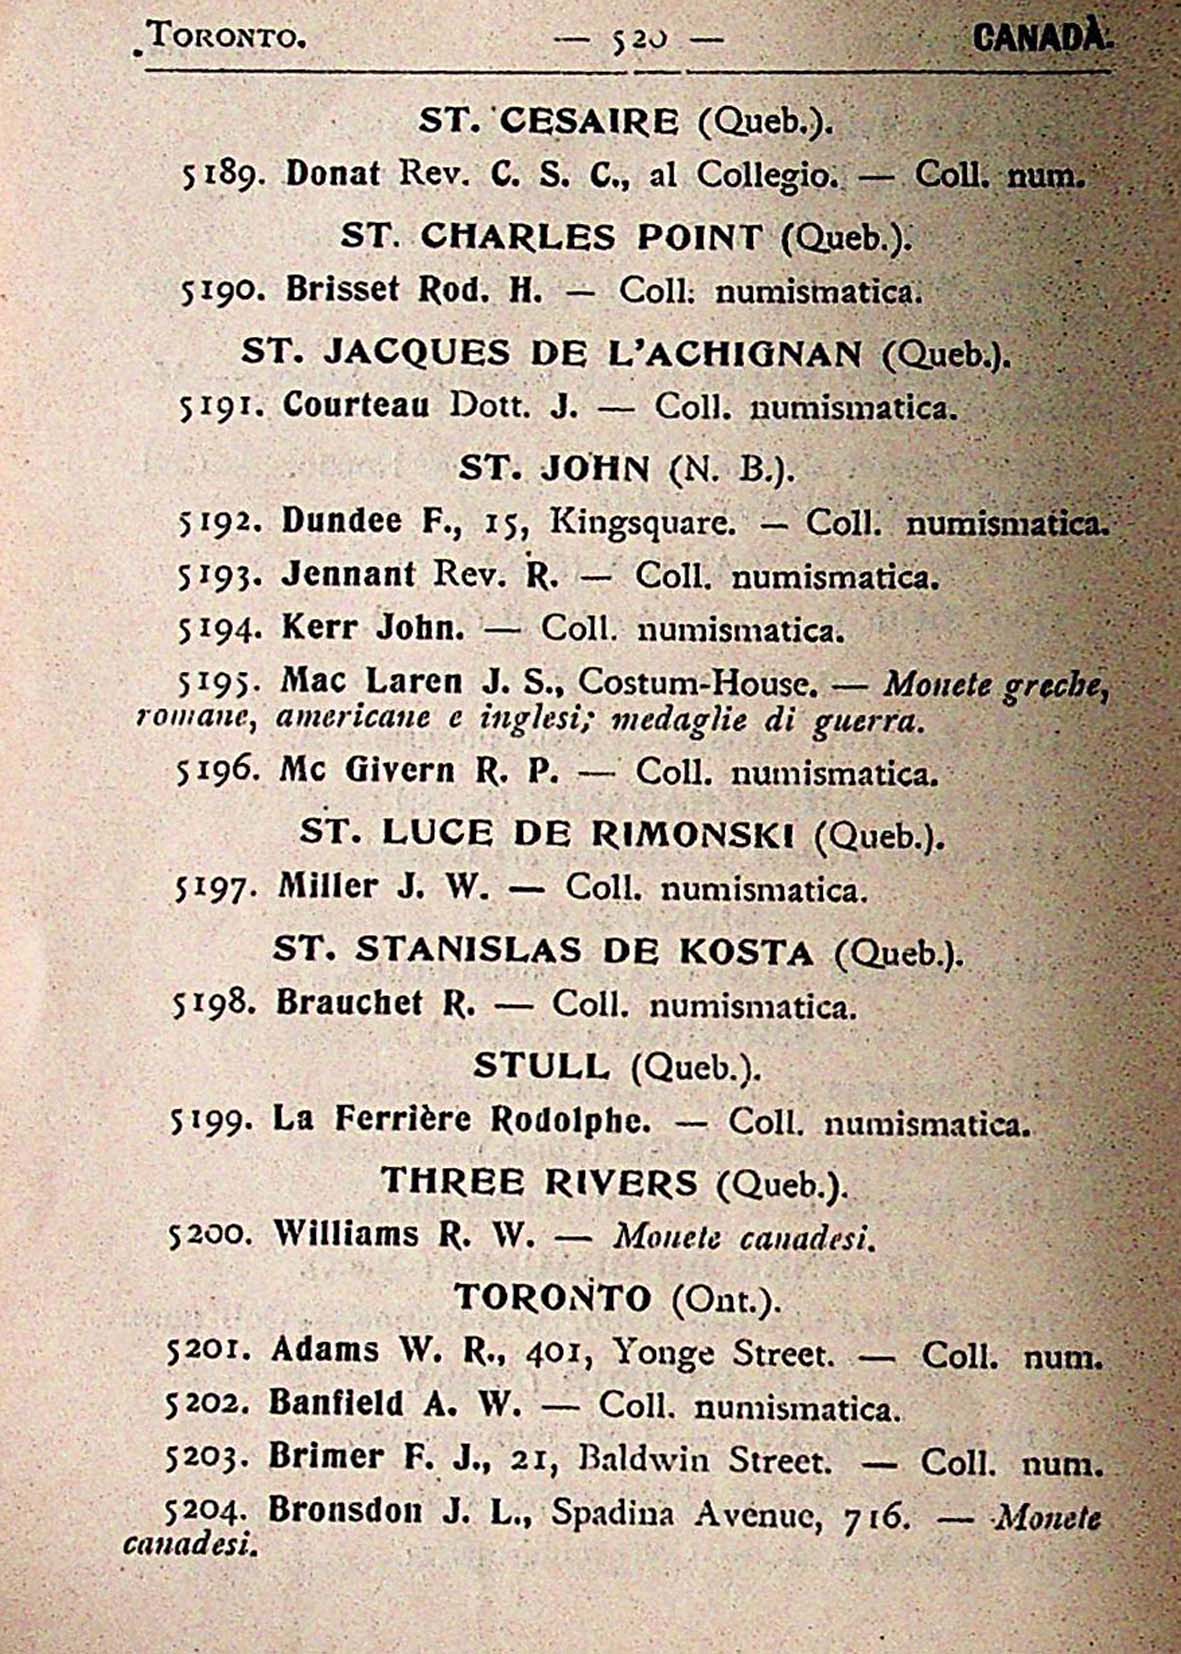 TORONTO. — 520 — CANADÀ.
ST. CESAIRE (Queb.).
5189. Donat Rev. C. S. C., al Collegio. — Coll. num.
ST. CHARLES POINT (Queb.).
5190. Brisset Rod. H. — Coll. numismatica.
ST. JACQUES DE L'ACHIGNAN (Queb.).
5191. Courteau Dott. J. — Coll. numismatica.
ST. JOHN (N. B.).
5192. Dundee F., 15, Kingsquare. — Coll. numismatica.
5193. Jennant Rev. R. — Coll. numismatica.
5194. Kerr John. — Coll. numismatica.
5195. Mac Laren J. S., Costum-House. — Monete greche,
romane, americane e inglesi; medaglie di guerra.
5196. Mc Givern R. P. — Coll. numismatica.
ST. LUCE DE RIMONSKI (Queb.).
5197. Miller J. W. — Coll. numismatica.
ST. STANISLAS DE KOSTA (Queb.).
5198. Brauchet R. — Coll. numismatica.
STULL (Queb.).
5199. La Ferrière Rodolphe. — Coll. numismatica.
THREE RIVERS (Queb.).
5200. Williams R. W. — Monete canadesi.
TORONTO (Ont.).
5201. Adams W. R., 401, Yonge Street. — Coll. num.
5202. Banfield A. W. — Coll. numismatica.
5203. Brimer F. J., 21, Baldwin Street. — Coll. num.
5204. Bronsdon J. L., Spadina Avenue, 716. — Monete
canadesi.